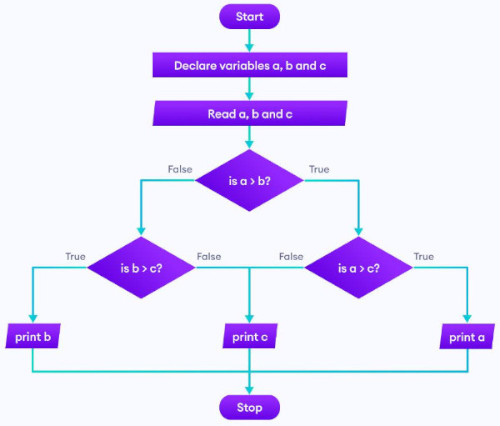 Start
Declare variables a, b and c
Read a, b and c
False
is a > b?
True
True
is b > c?
False
False
is a > c?
True
print b
print c
print a
Stop